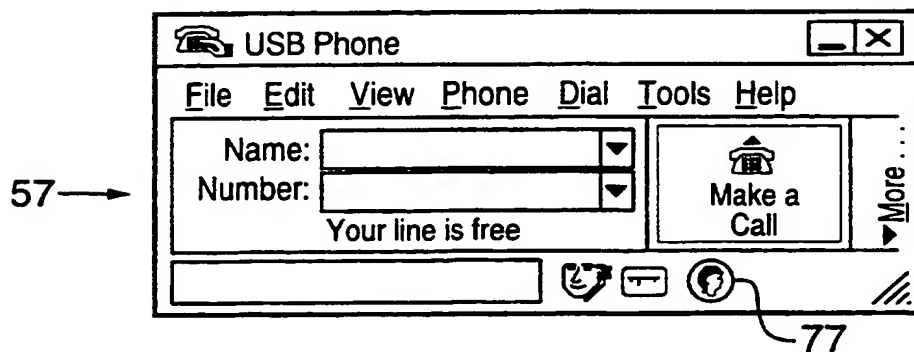 USB Phone
File Edit View Phone Dial Tools Help
Name:
Number:
Your line is free
Make a
Call
More...
57
77